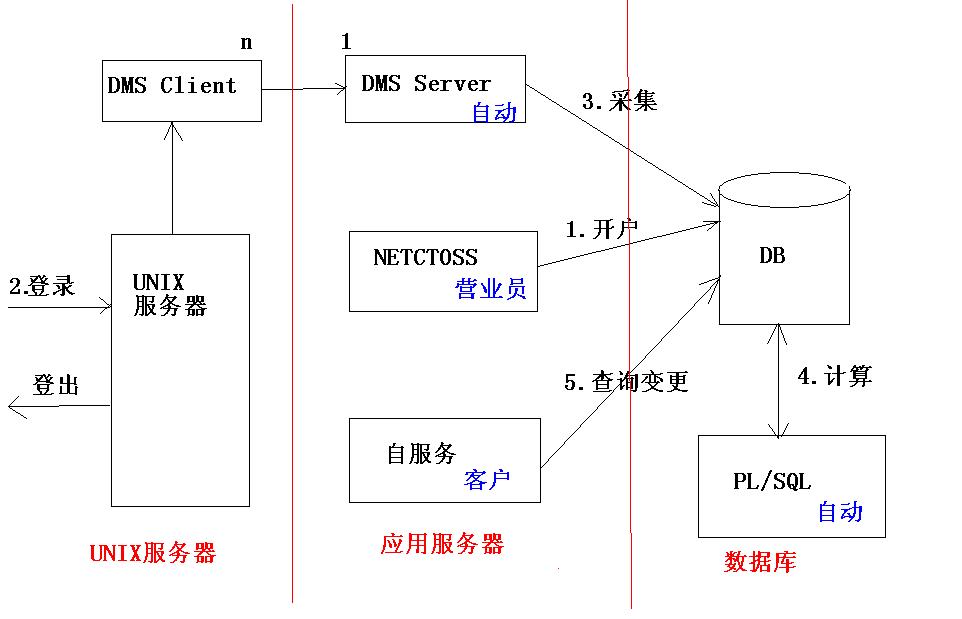 n
1
DMS Client
DMS Server
自动
3.采集
1.开户
NETCTOSS
营业员
DB
2.登录
UNIX
服务器
登出
5.查询变更
4.计算
自服务
客户
PL/SQL
自动
UNIX服务器
应用服务器
数据库